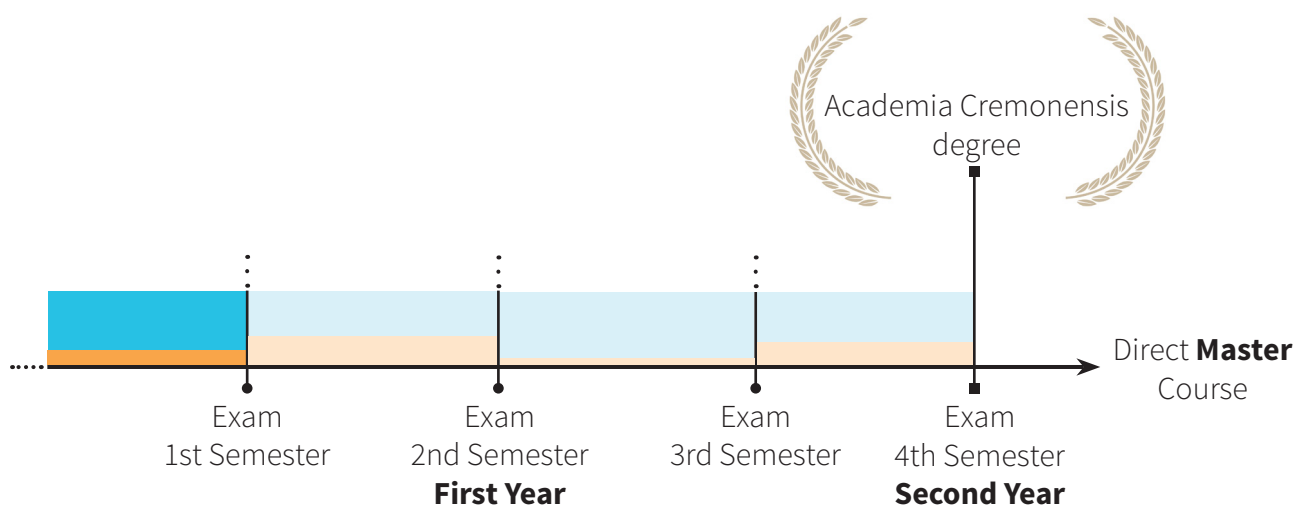 Academia Cremonensis
degree
Direct Master
Course
Exam
1st Semester
Exam
2nd Semester
First Year
Exam
3rd Semester
Exam
4th Semester
Second Year